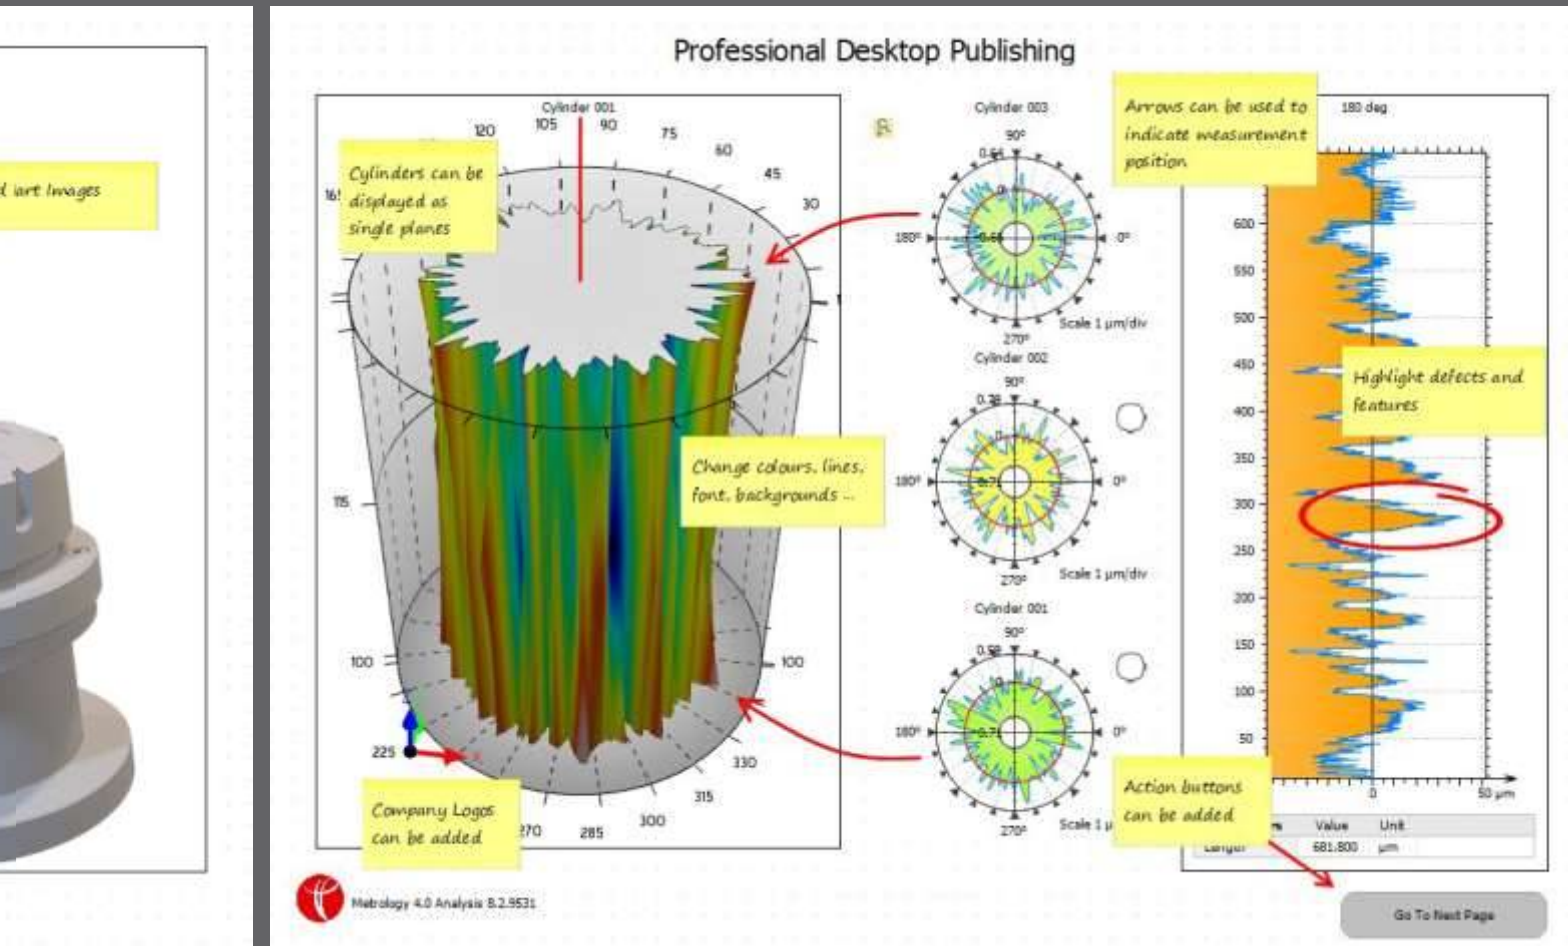 Professional Desktop Publishing
Images
Cylinders can be
displayed as
single planes
Cylinder 001
120
105
90
75
60
45
30
115
100
100
225
330
315
300
285
270
Change colours, lines,
font, backgrounds ...
Company Logos
can be added
Cylinder 003
90°
180°
0°
270°
Scale 1 µm/div
Cylinder 002
90°
180°
0°
270°
Scale 1 µm/div
Cylinder 001
90°
180°
0°
270°
Scale 1 µ
Arrows can be used to
indicate measurement
position
180 deg
600
550
500
450
400
350
300
250
200
150
100
50
0
50 µm
Highlight defects and
features
Action buttons
can be added
Value Unit
Length 681.800 µm
Metrology 4.0 Analysis 8.2.9531
Go To Next Page